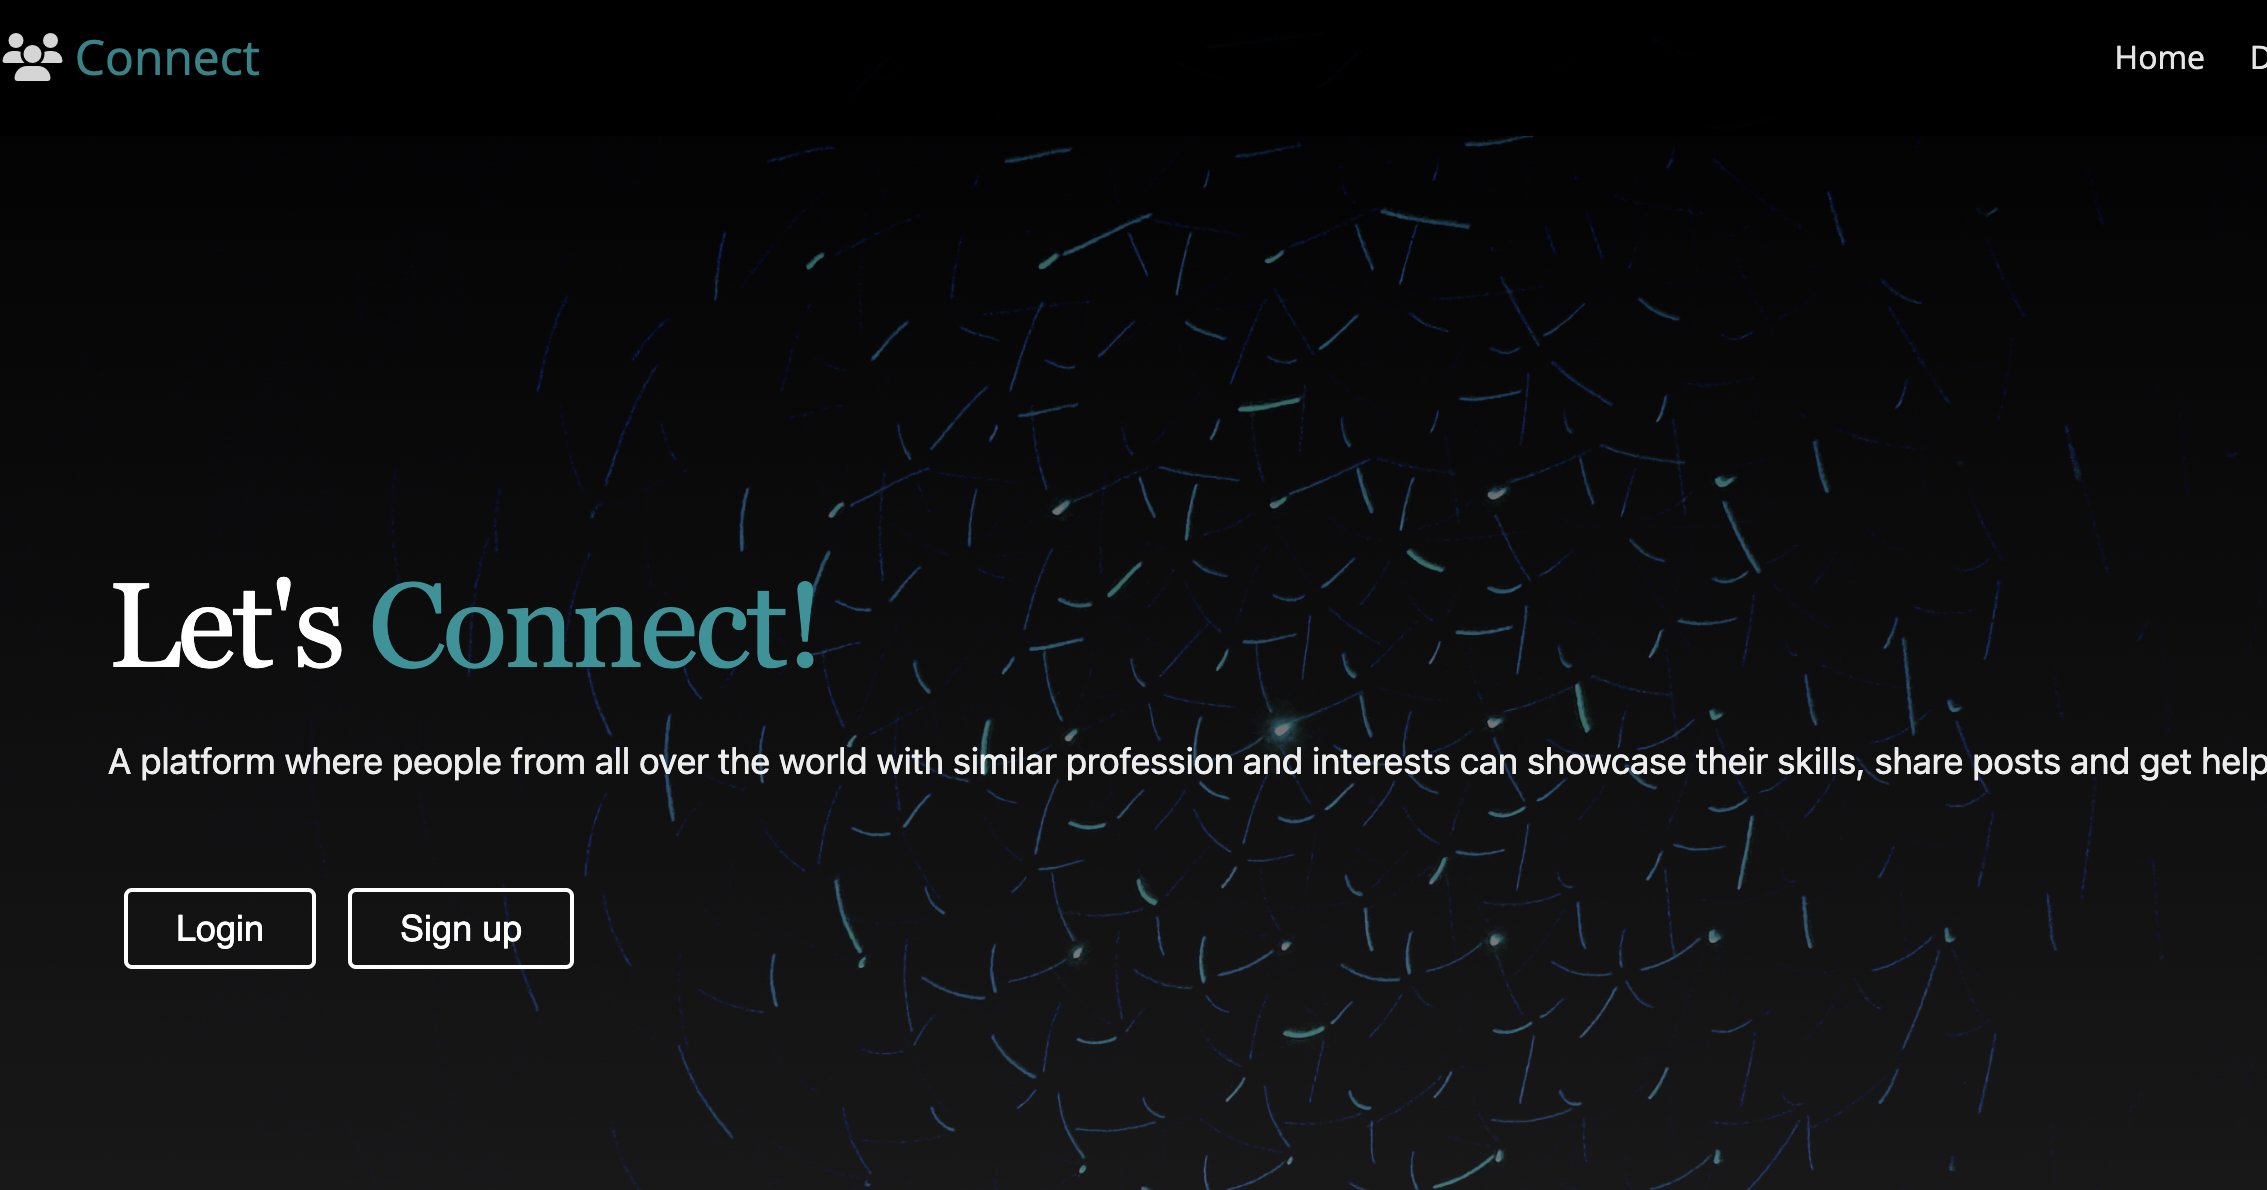 Connect
Home D
Let's Connect!
A platform where people from all over the world with similar profession and interests can showcase their skills, share posts and get help
Login
Sign up